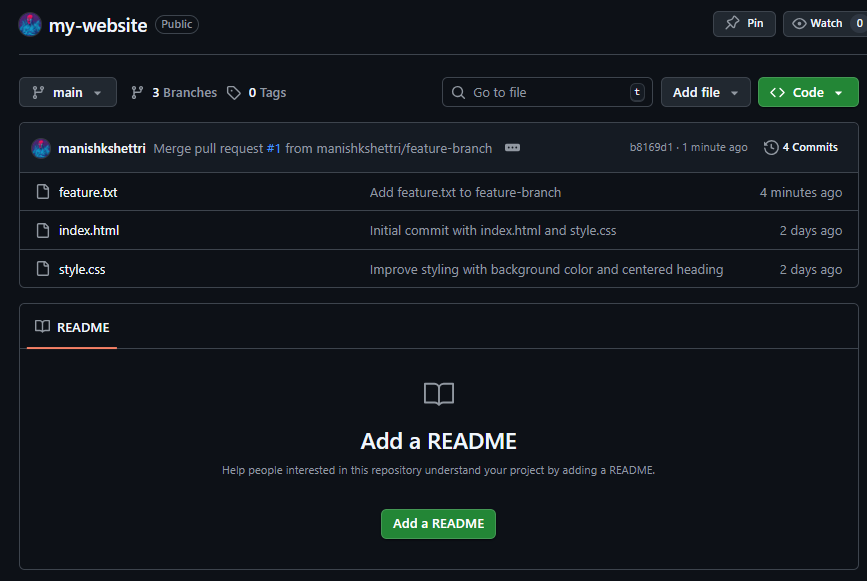 my-website Public Pin Watch 0
main 3 Branches 0 Tags Go to file t Add file Code
manishkshettri Merge pull request #1 from manishkshettri/feature-branch b8169d1 · 1 minute ago 4 Commits
feature.txt Add feature.txt to feature-branch 4 minutes ago
index.html Initial commit with index.html and style.css 2 days ago
style.css Improve styling with background color and centered heading 2 days ago
README
Add a README
Help people interested in this repository understand your project by adding a README.
Add a README